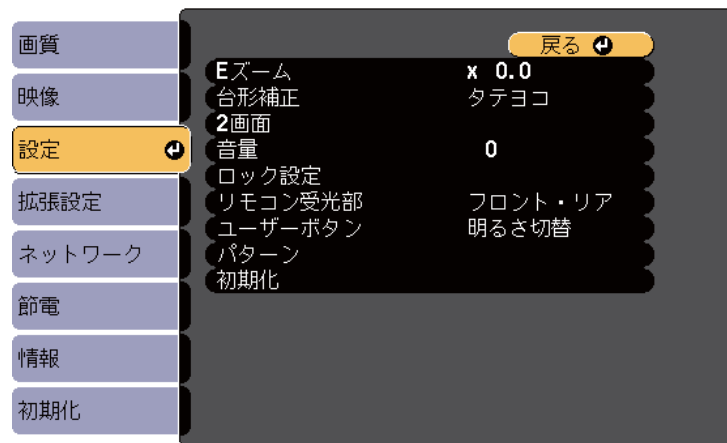 画質
映像
設定
拡張設定
ネットワーク
節電
情報
初期化
戻る
Eズーム x 0.0
台形補正 タテヨコ
2画面
音量 0
ロック設定
リモコン受光部 フロント・リア
ユーザーボタン 明るさ切替
パターン
初期化